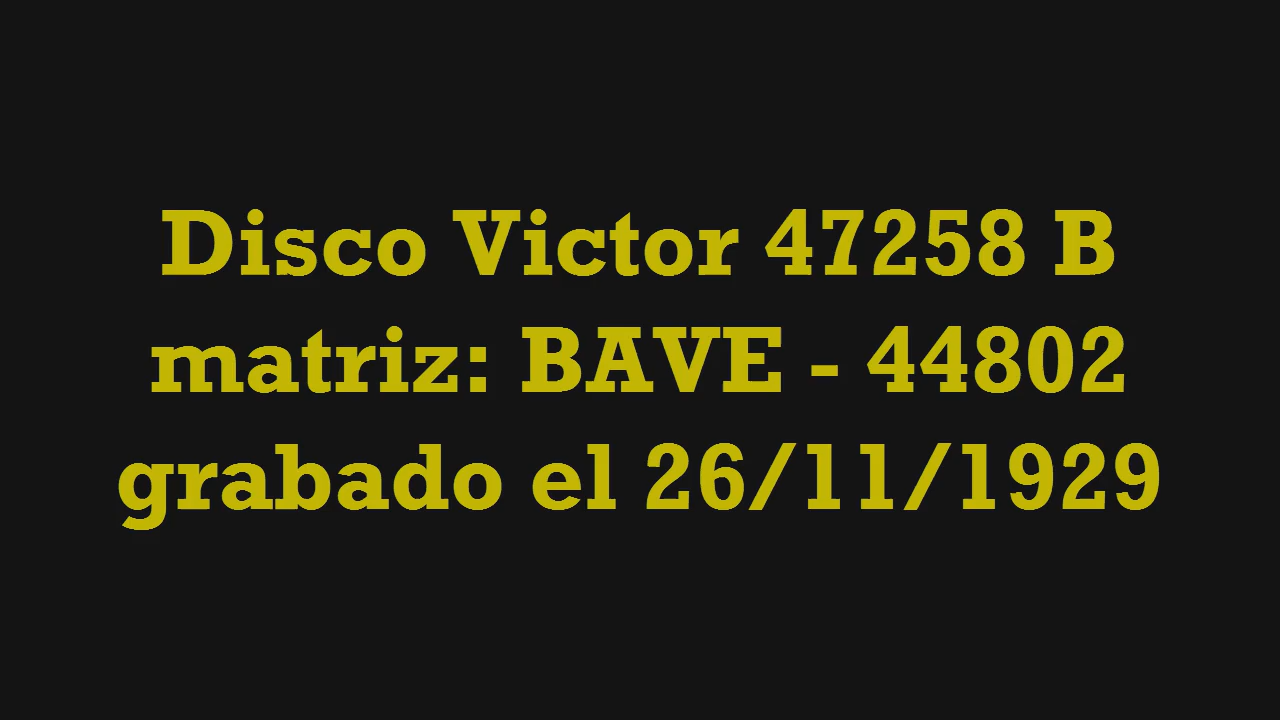 Disco Victor 47258 B
matriz: BAVE - 44802
grabado el 26/11/1929